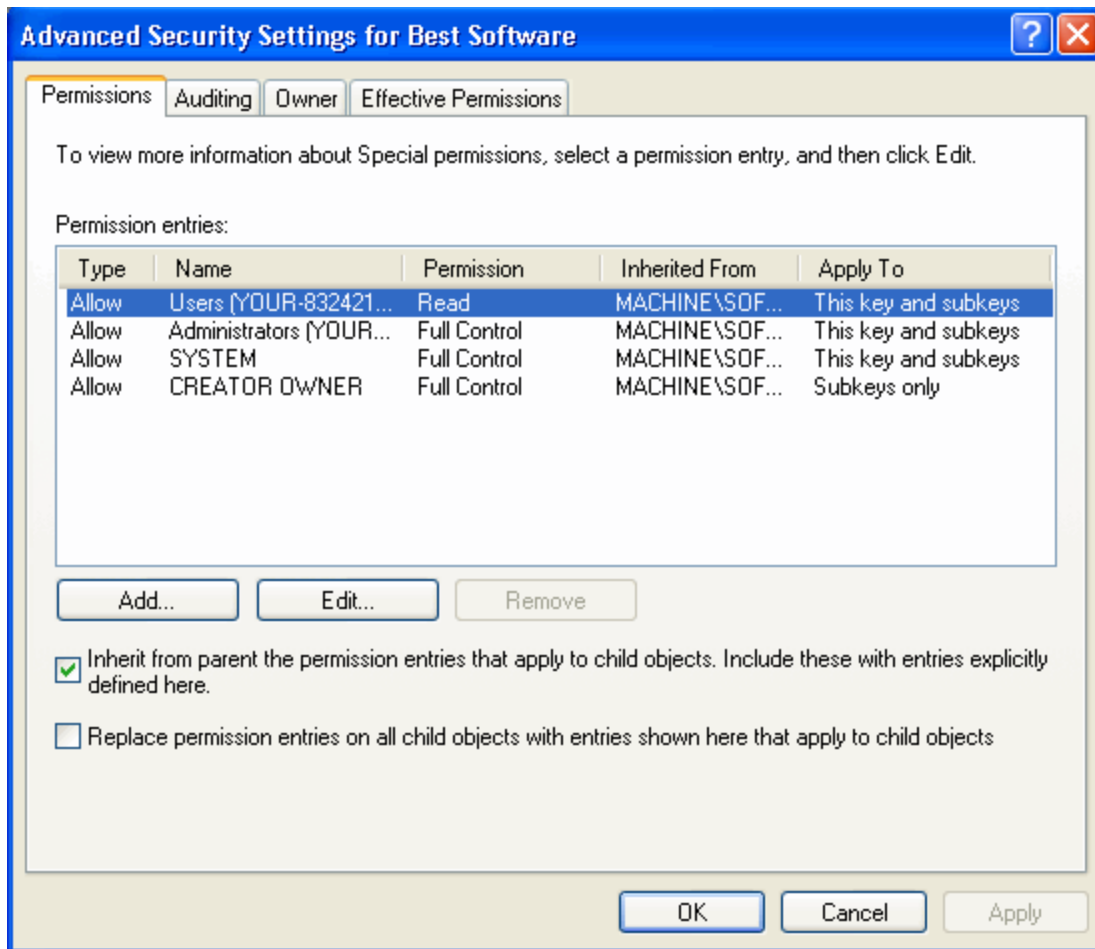 Advanced Security Settings for Best Software
Permissions Auditing Owner Effective Permissions
To view more information about Special permissions, select a permission entry, and then click Edit.
Permission entries:
Type Name Permission Inherited From Apply To
Allow Users (YOUR-832421... Read MACHINE\SOF... This key and subkeys
Allow Administrators (YOUR... Full Control MACHINE\SOF... This key and subkeys
Allow SYSTEM Full Control MACHINE\SOF... This key and subkeys
Allow CREATOR OWNER Full Control MACHINE\SOF... Subkeys only
Add... Edit... Remove
Inherit from parent the permission entries that apply to child objects. Include these with entries explicitly
defined here.
Replace permission entries on all child objects with entries shown here that apply to child objects
OK Cancel Apply